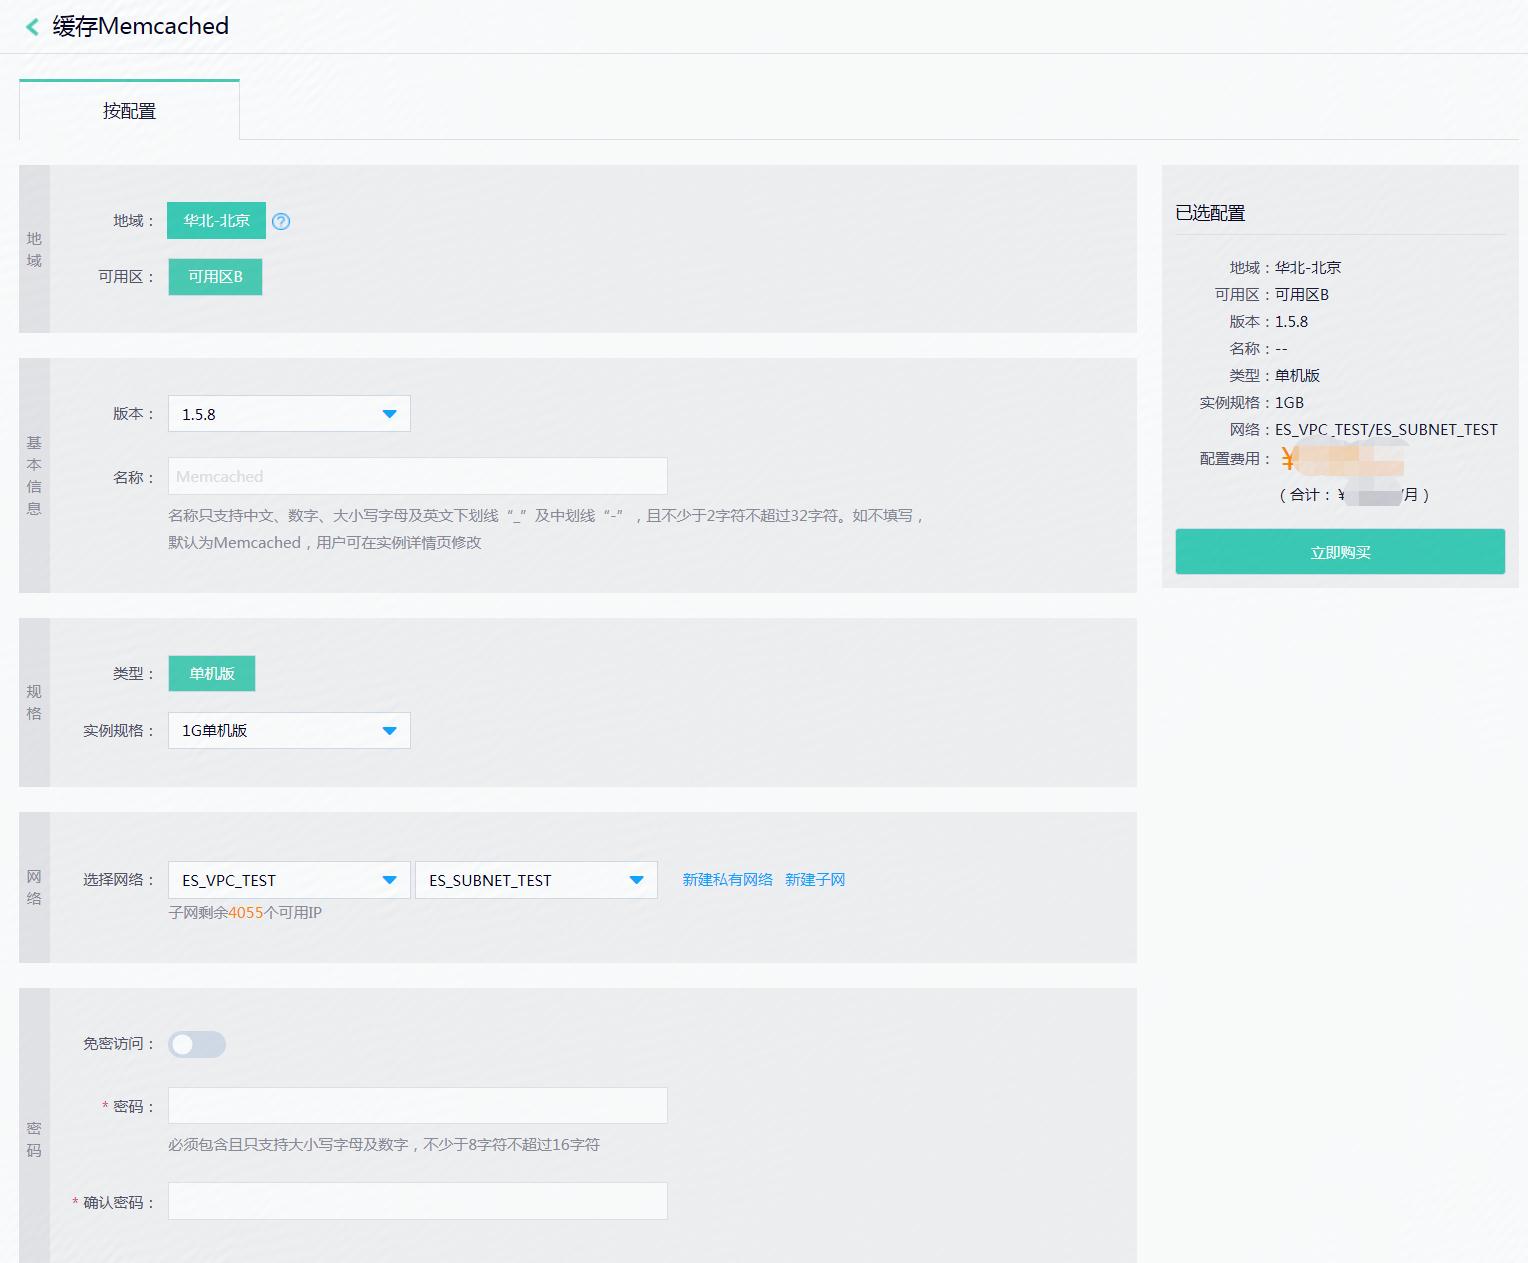 缓存Memcached
按配置
地域
地域： 华北-北京 ?
可用区： 可用区B
基本信息
版本： 1.5.8
名称： Memcached
名称只支持中文、数字、大小写字母及英文下划线“_”及中划线“-”，且不少于2字符不超过32字符。如不填写，
默认为Memcached，用户可在实例详情页修改
规格
类型： 单机版
实例规格： 1G单机版
网络
选择网络： ES_VPC_TEST ES_SUBNET_TEST 新建私有网络 新建子网
子网剩余4055个可用IP
密码
免密访问：
* 密码：
必须包含且只支持大小写字母及数字，不少于8字符不超过16字符
* 确认密码：
已选配置
地域：华北-北京
可用区：可用区B
版本：1.5.8
名称：--
类型：单机版
实例规格：1GB
网络：ES_VPC_TEST/ES_SUBNET_TEST
配置费用： ¥
（合计：¥ /月）
立即购买